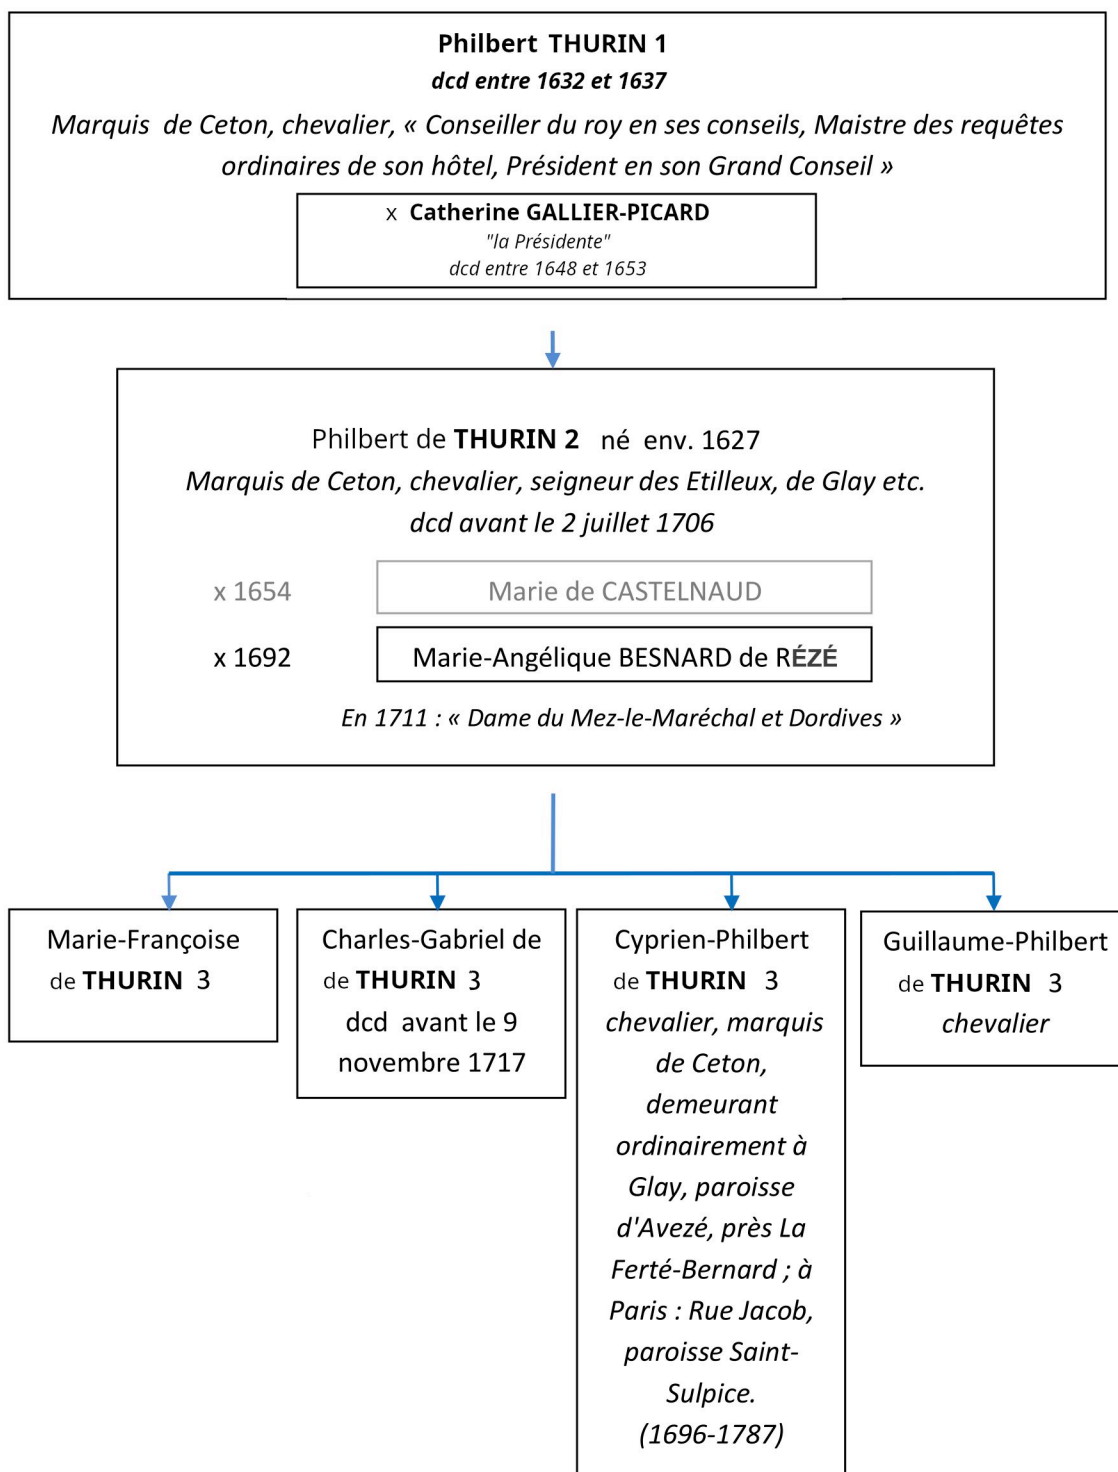 Philbert THURIN 1
dcd entre 1632 et 1637
Marquis de Ceton, chevalier, « Conseiller du roy en ses conseils, Maistre des requêtes
ordinaires de son hôtel, Président en son Grand Conseil »
x Catherine GALLIER-PICARD
"la Présidente"
dcd entre 1648 et 1653
Philbert de THURIN 2 né env. 1627
Marquis de Ceton, chevalier, seigneur des Etilleux, de Glay etc.
dcd avant le 2 juillet 1706
x 1654 Marie de CASTELNAUD
x 1692 Marie-Angélique BESNARD de RÉZÉ
En 1711 : « Dame du Mez-le-Maréchal et Dordives »
Marie-Françoise
de THURIN 3
Charles-Gabriel de
de THURIN 3
dcd avant le 9
novembre 1717
Cyprien-Philbert
de THURIN 3
chevalier, marquis
de Ceton,
demeurant
ordinairement à
Glay, paroisse
d'Avezé, près La
Ferté-Bernard ; à
Paris : Rue Jacob,
paroisse Saint-
Sulpice.
(1696-1787)
Guillaume-Philbert
de THURIN 3
chevalier